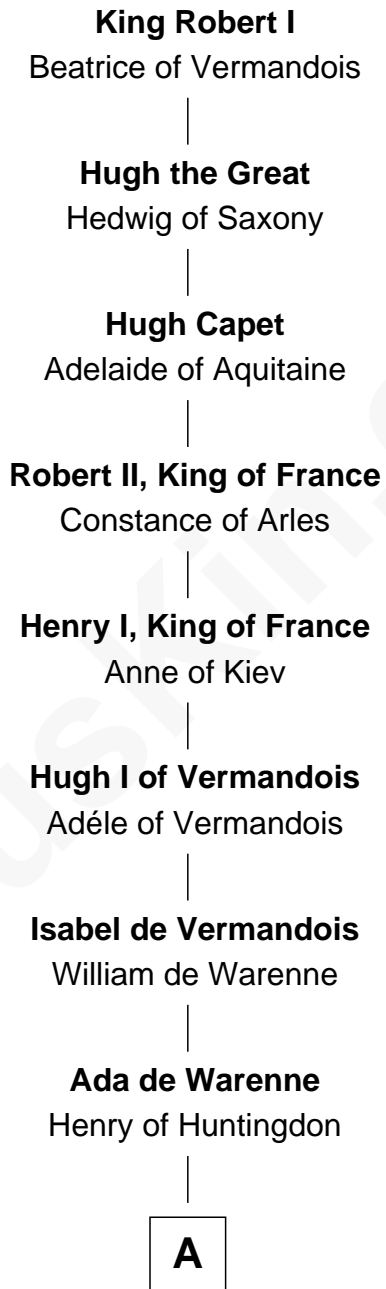 King Robert I
Beatrice of Vermandois
Hugh the Great
Hedwig of Saxony
Hugh Capet
Adelaide of Aquitaine
Robert II, King of France
Constance of Arles
Henry I, King of France
Anne of Kiev
Hugh I of Vermandois
Adéle of Vermandois
Isabel de Vermandois
William de Warenne
Ada de Warenne
Henry of Huntingdon
A